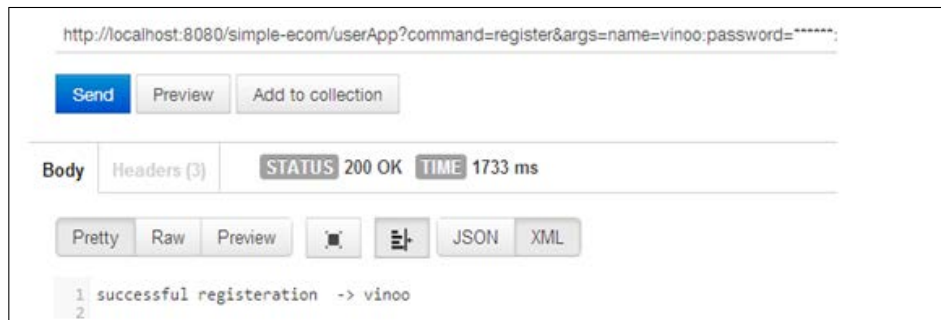 http://localhost:8080/simple-ecom/userApp?command=register&args=name=vinoo:password=******:
Send Preview Add to collection
Body Headers (3) STATUS 200 OK TIME 1733 ms
Pretty Raw Preview JSON XML
1 successful registeration -> vinoo
2